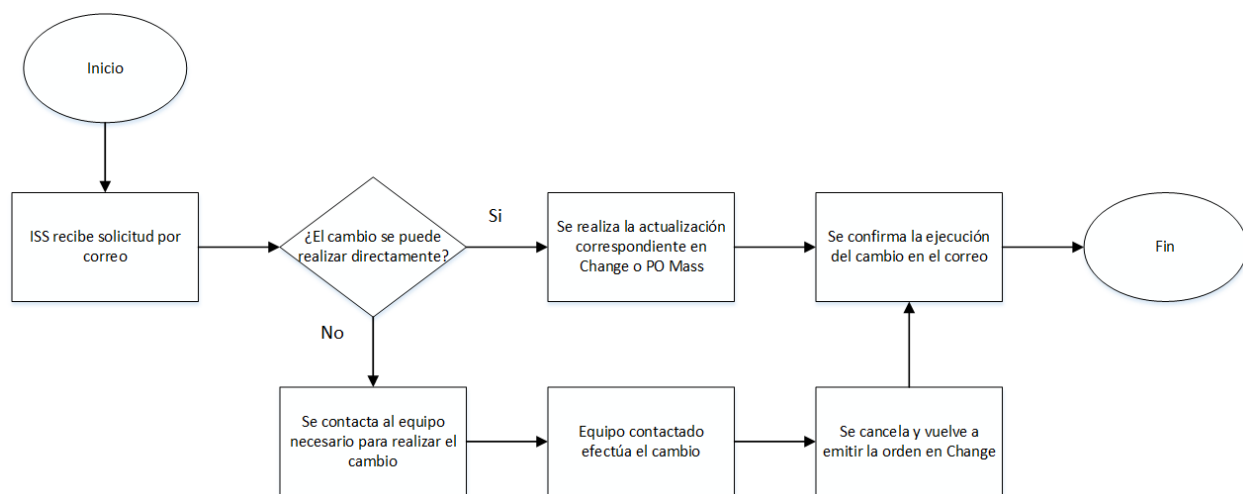 Inicio
ISS recibe solicitud por
correo
¿El cambio se puede
realizar directamente?
Si
Se realiza la actualización
correspondiente en
Change o PO Mass
Se confirma la ejecución
del cambio en el correo
Fin
No
Se contacta al equipo
necesario para realizar el
cambio
Equipo contactado
efectúa el cambio
Se cancela y vuelve a
emitir la orden en Change